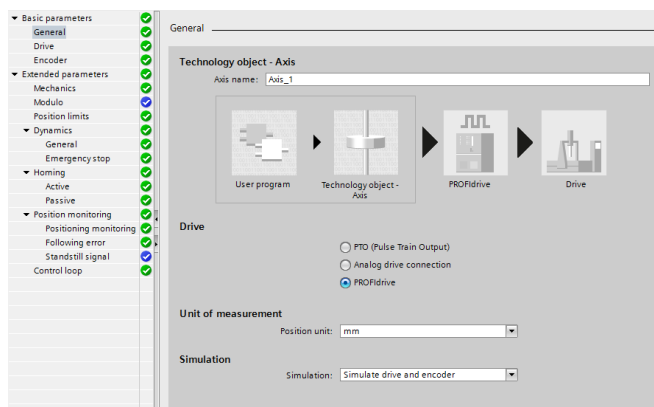 Basic parameters
General
Drive
Encoder
Extended parameters
Mechanics
Modulo
Position limits
Dynamics
General
Emergency stop
Homing
Active
Passive
Position monitoring
Positioning monitoring
Following error
Standstill signal
Control loop
General
Technology object - Axis
Axis name: Axis_1
User program
Technology object -
Axis
PROFIdrive
Drive
Drive
PTO (Pulse Train Output)
Analog drive connection
PROFIdrive
Unit of measurement
Position unit: mm
Simulation
Simulation: Simulate drive and encoder